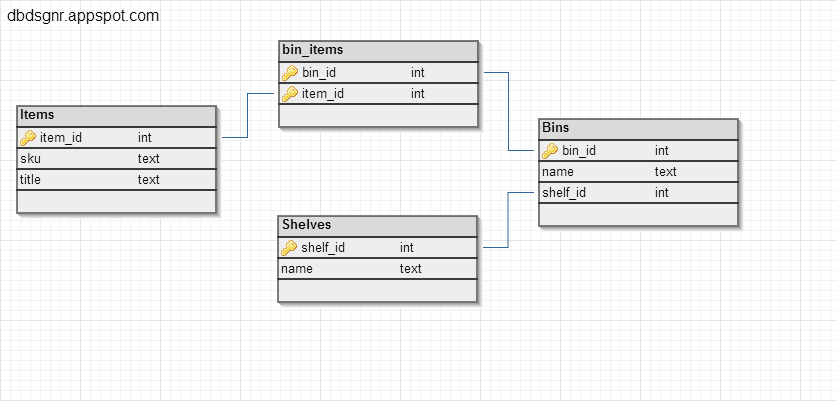 dbdsgnr.appspot.com
bin_items
bin_id int
item_id int
Items
item_id int
sku text
title text
Bins
bin_id int
name text
shelf_id int
Shelves
shelf_id int
name text